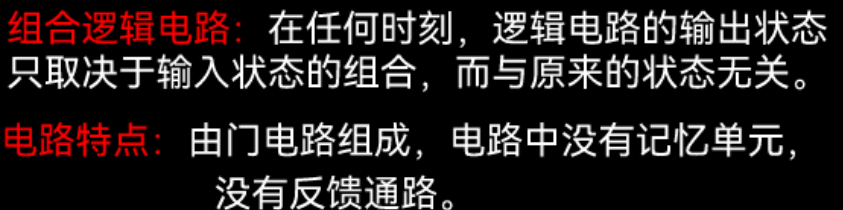 组合逻辑电路：在任何时刻，逻辑电路的输出状态
只取决于输入状态的组合，而与原来的状态无关。
电路特点：由门电路组成，电路中没有记忆单元，
没有反馈通路。